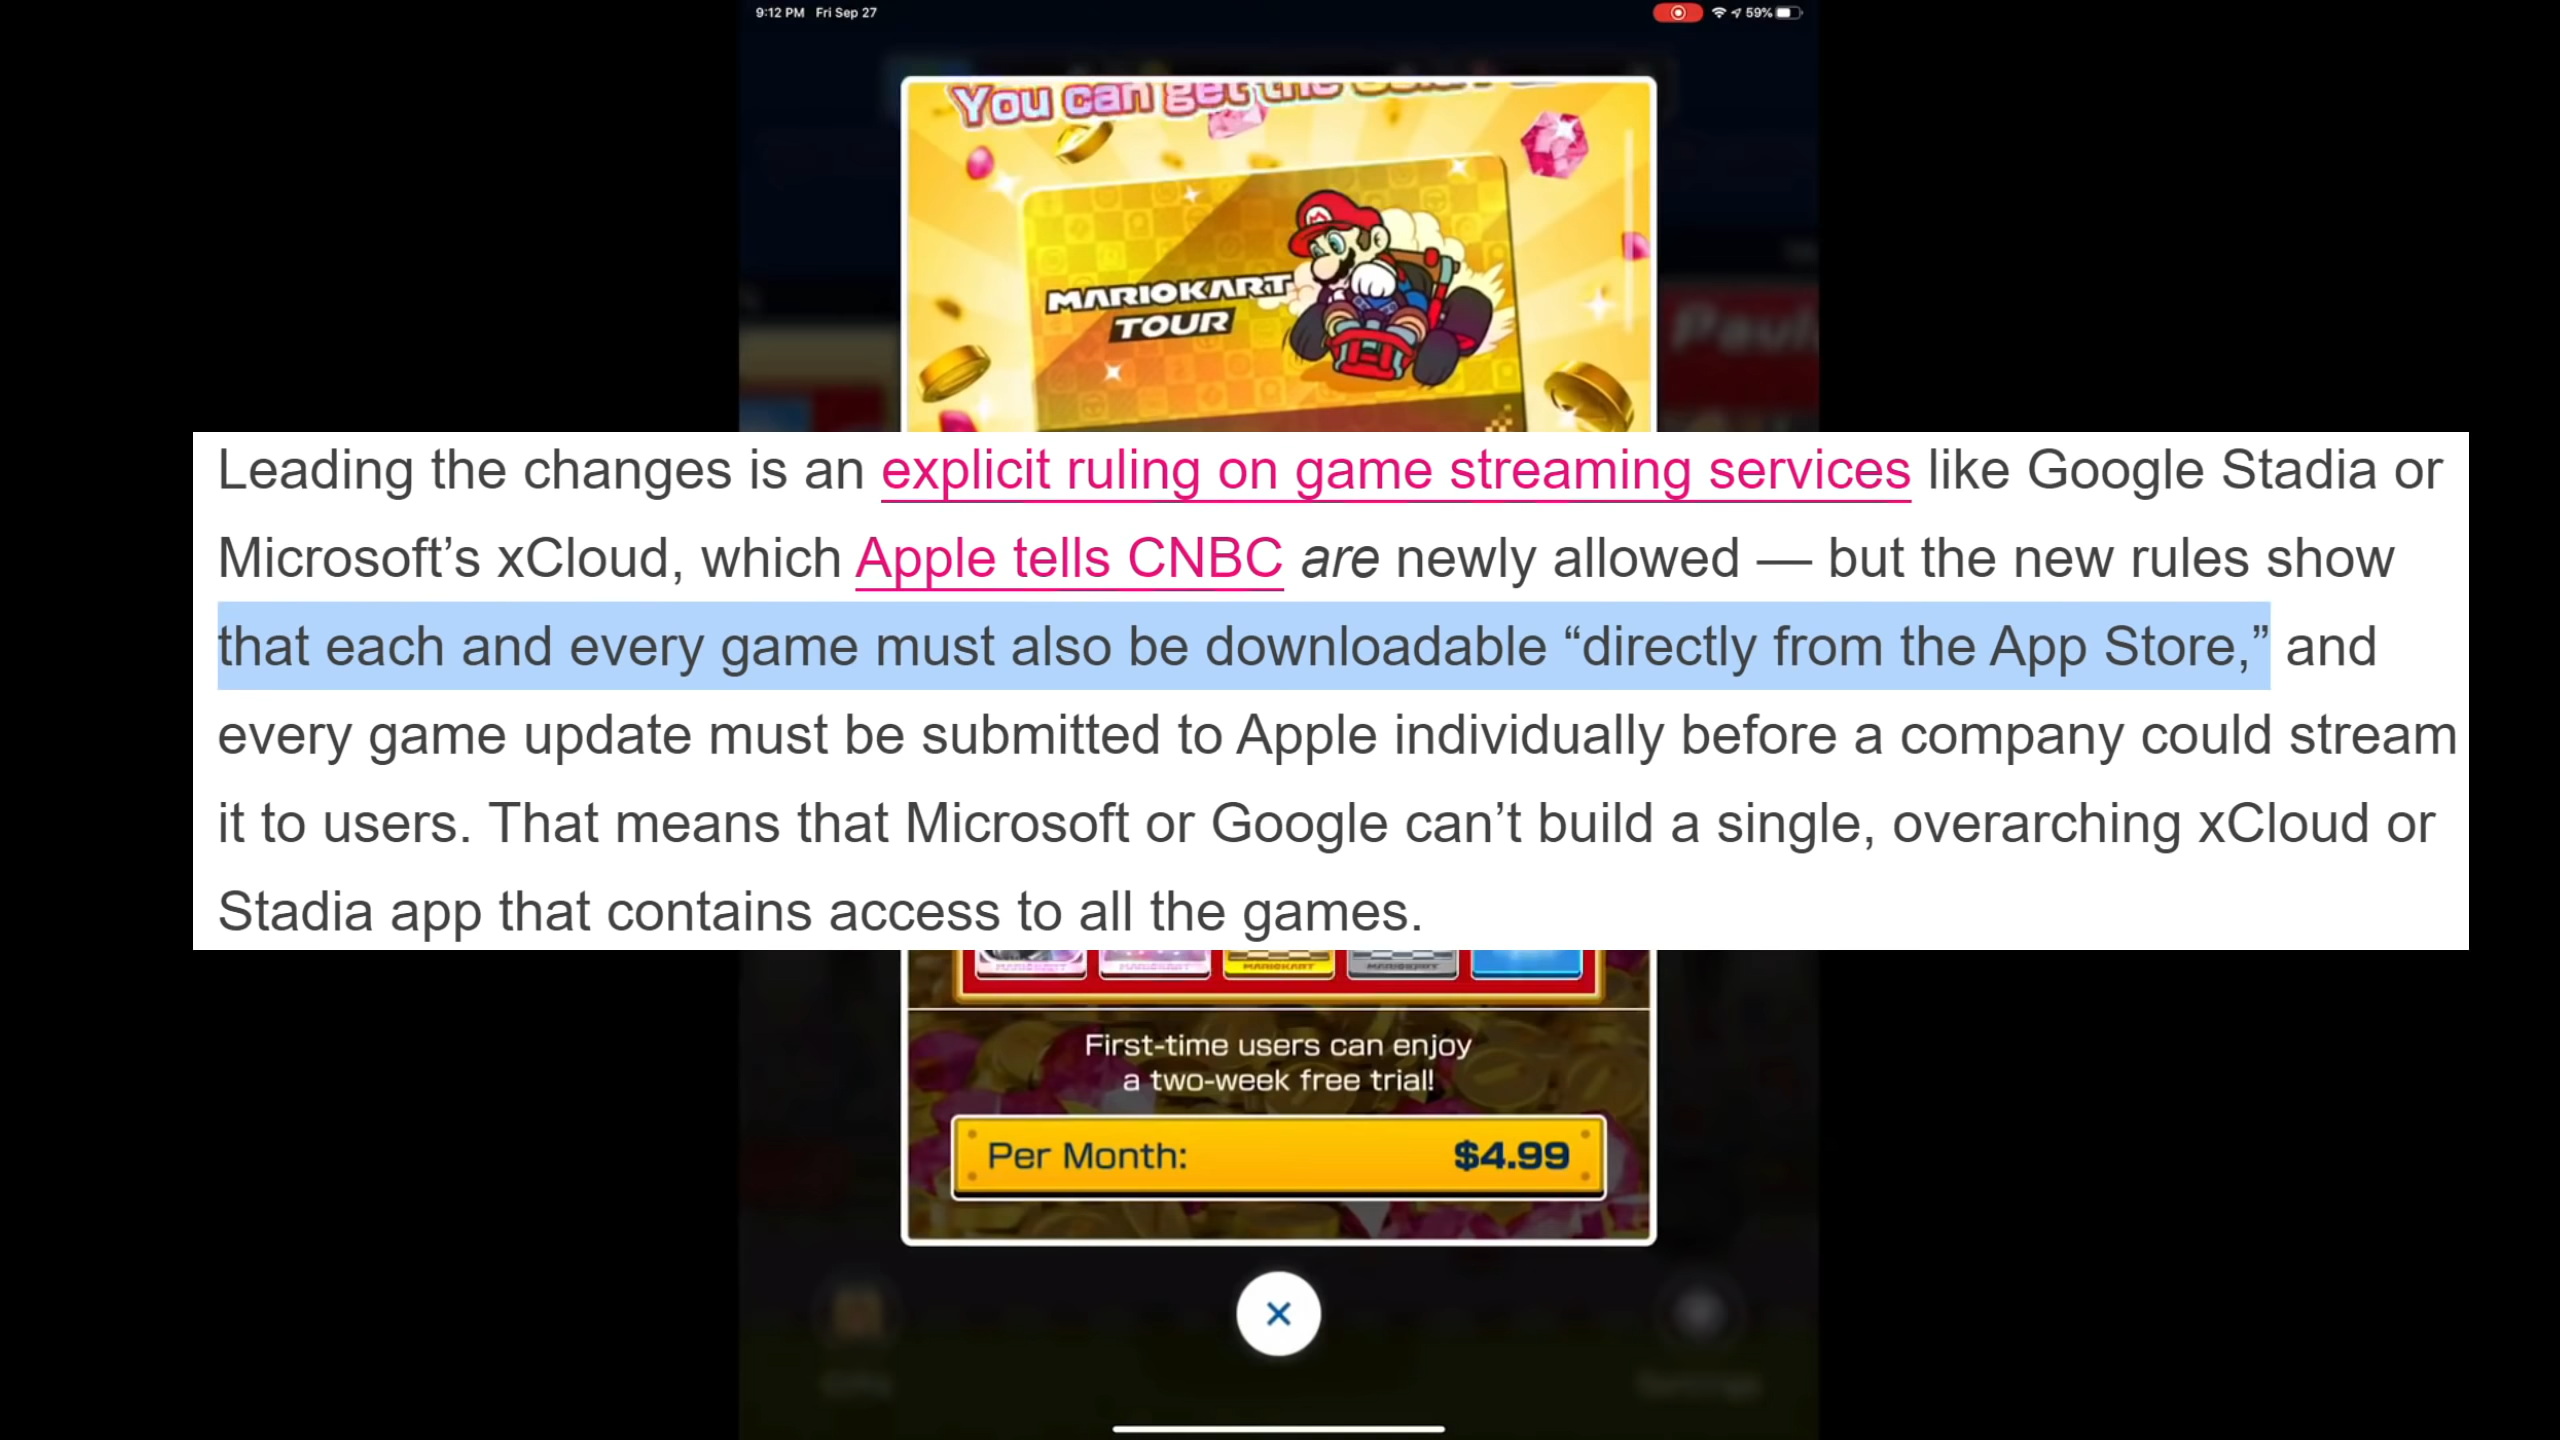 9:12 PM Fri Sep 27
59%
You can get the
MARIOKART
TOUR
Leading the changes is an explicit ruling on game streaming services like Google Stadia or
Microsoft’s xCloud, which Apple tells CNBC are newly allowed — but the new rules show
that each and every game must also be downloadable “directly from the App Store,” and
every game update must be submitted to Apple individually before a company could stream
it to users. That means that Microsoft or Google can’t build a single, overarching xCloud or
Stadia app that contains access to all the games.
MARIOKART MARIOKART MARIOKART MARIOKART
First-time users can enjoy
a two-week free trial!
Per Month: $4.99